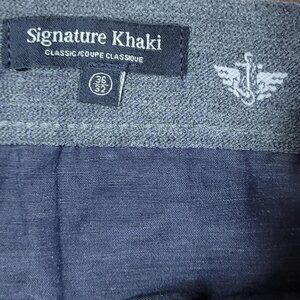 Signature Khaki
CLASSIC/COUPE CLASSIQUE
36
32